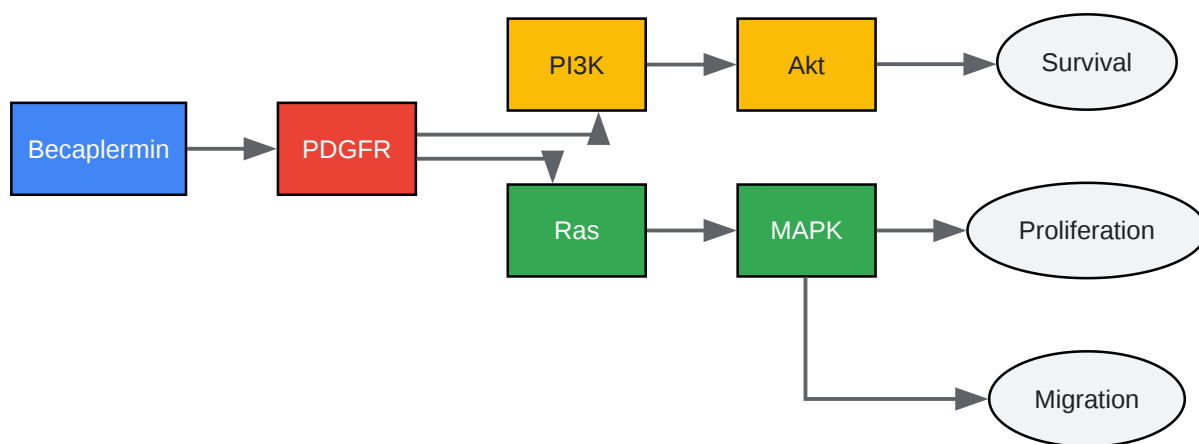 PI3K
Akt
Survival
Becaplermin
PDGFR
Ras
MAPK
Proliferation
Migration